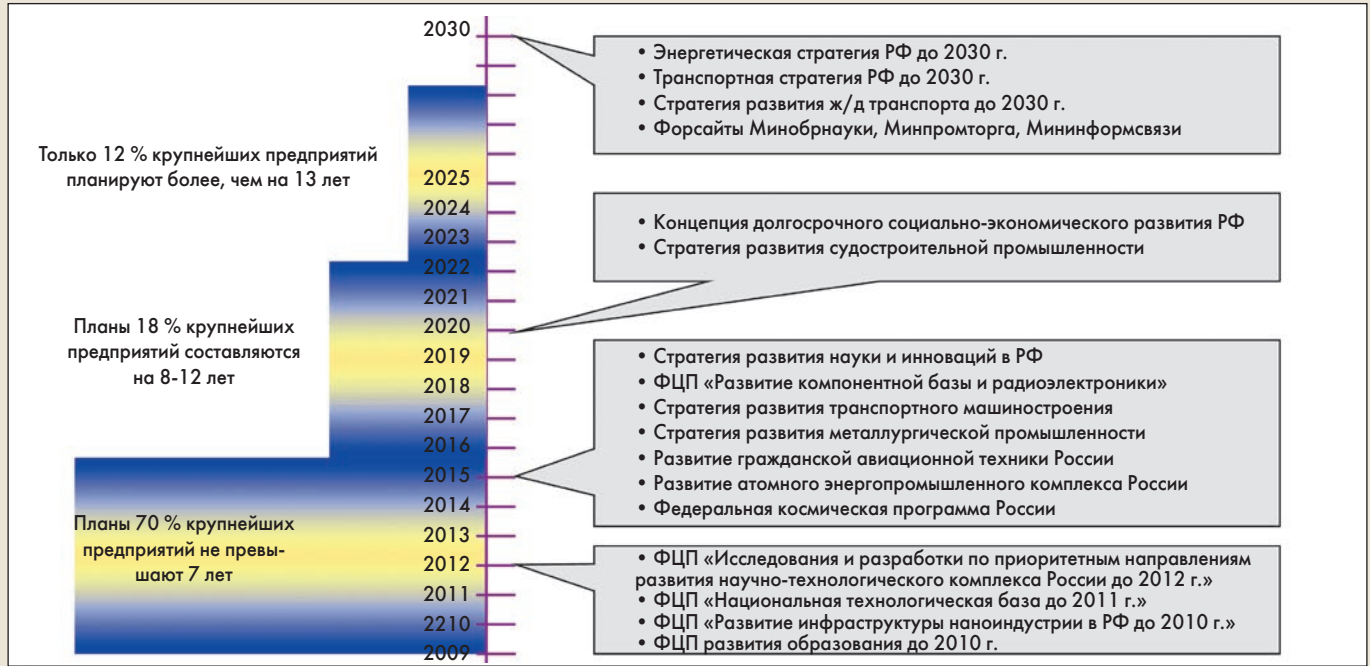 2030
• Энергетическая стратегия РФ до 2030 г.
• Транспортная стратегия РФ до 2030 г.
• Стратегия развития ж/д транспорта до 2030 г.
• Форсайты Минобрнауки, Минпромторга, Мининформсвязи
Только 12 % крупнейших предприятий
планируют более, чем на 13 лет
2025
2024
2023
2022
2021
2020
2019
2018
2017
2016
2015
2014
2013
2012
2011
2210
2009
• Концепция долгосрочного социально-экономического развития РФ
• Стратегия развития судостроительной промышленности
Планы 18 % крупнейших
предприятий составляются
на 8-12 лет
• Стратегия развития науки и инноваций в РФ
• ФЦП «Развитие компонентной базы и радиоэлектроники»
• Стратегия развития транспортного машиностроения
• Стратегия развития металлургической промышленности
• Развитие гражданской авиационной техники России
• Развитие атомного энергопромышленного комплекса России
• Федеральная космическая программа России
Планы 70 % крупнейших
предприятий не превы-
шают 7 лет
• ФЦП «Исследования и разработки по приоритетным направлениям
развития научно-технологического комплекса России до 2012 г.»
• ФЦП «Национальная технологическая база до 2011 г.»
• ФЦП «Развитие инфраструктуры наноиндустрии в РФ до 2010 г.»
• ФЦП развития образования до 2010 г.